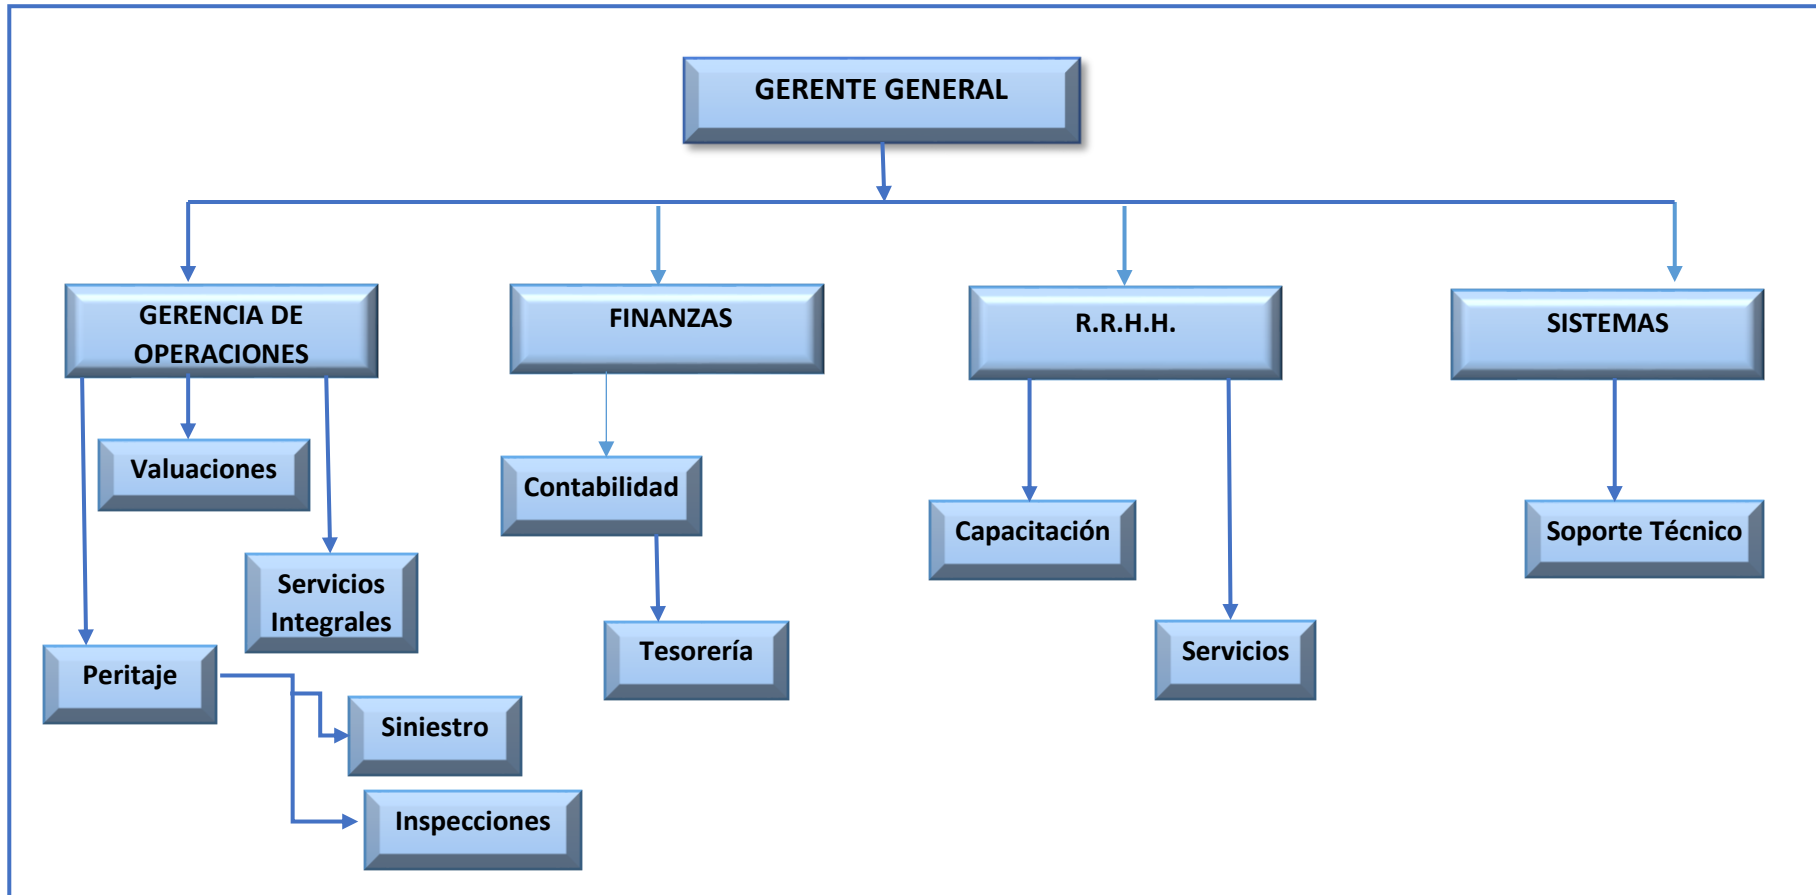 GERENTE GENERAL
GERENCIA DE
OPERACIONES
FINANZAS
R.R.H.H.
SISTEMAS
Valuaciones
Contabilidad
Capacitación
Soporte Técnico
Servicios
Integrales
Peritaje
Tesorería
Servicios
Siniestro
Inspecciones